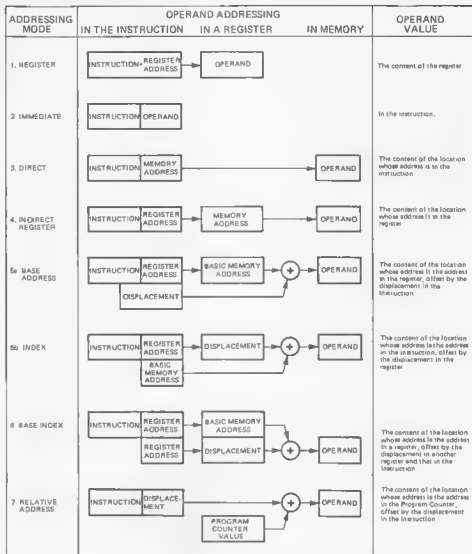 ADDRESSING MODE
OPERAND ADDRESSING
IN THE INSTRUCTION
IN A REGISTER
IN MEMORY
OPERAND VALUE
1. REGISTER
INSTRUCTION
REGISTER ADDRESS
OPERAND
The content of the register
2 IMMEDIATE
INSTRUCTION
OPERAND
In the instruction.
3. DIRECT
INSTRUCTION
MEMORY ADDRESS
OPERAND
The content of the location
whose address is in the
instruction
4. INDIRECT
REGISTER
INSTRUCTION
REGISTER ADDRESS
MEMORY ADDRESS
OPERAND
The content of the location
whose address is in the
register
5a BASE
ADDRESS
INSTRUCTION
REGISTER ADDRESS
BASIC MEMORY ADDRESS
+
OPERAND
DISPLACEMENT
The content of the location
whose address is the address
in the register, offset by the
displacement in the
instruction
5b INDEX
INSTRUCTION
REGISTER ADDRESS
DISPLACEMENT
+
OPERAND
BASIC MEMORY ADDRESS
The content of the location
whose address is the address
in the instruction, offset by
the displacement in the
register
6 BASE INDEX
INSTRUCTION
REGISTER ADDRESS
BASIC MEMORY ADDRESS
REGISTER ADDRESS
DISPLACEMENT
+
OPERAND
The content of the location
whose address is the address
in a register, offset by the
displacement in another
register and that in the
instruction
7 RELATIVE
ADDRESS
INSTRUCTION
DISPLACE-
MENT
+
OPERAND
PROGRAM COUNTER VALUE
The content of the location
whose address is the address
in the Program Counter,
offset by the displacement
in the instruction